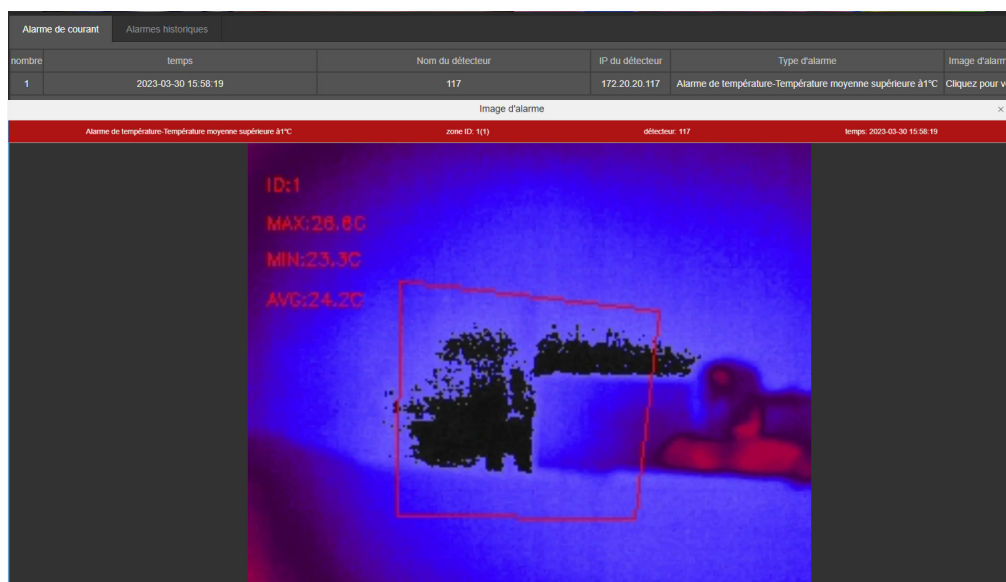 Alarme de courant Alarmes historiques
nombre temps Nom du détecteur IP du détecteur Type d'alarme Image d'alarm
1 2023-03-30 15:58:19 117 172.20.20.117 Alarme de température-Température moyenne supérieure à1℃ Cliquez pour v
Image d'alarme ×
Alarme de température-Température moyenne supérieure à1℃ zone ID: 1(1) détecteur: 117 temps: 2023-03-30 15:58:19
ID:1
MAX:26.6C
MIN:23.3C
AVG:24.2C